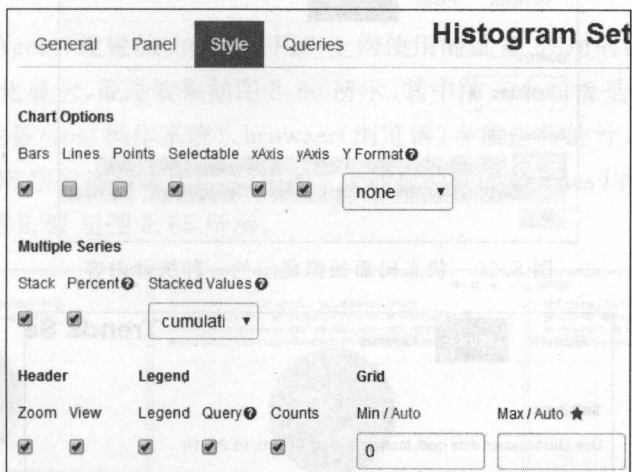 Histogram Set
General Panel Style Queries
Chart Options
Bars Lines Points Selectable xAxis yAxis Y Format
none
Multiple Series
Stack Percent Stacked Values
cumulati
Header Legend Grid
Zoom View Legend Query Counts Min / Auto Max / Auto
0